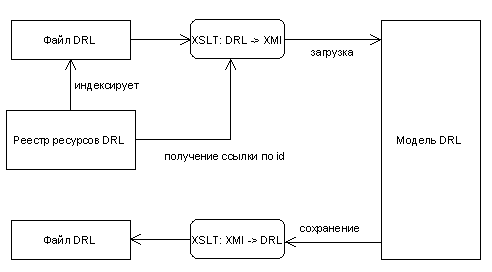 Файл DRL
XSLT: DRL -> XMI
загрузка
индексирует
Реестр ресурсов DRL
получение ссылки по id
Модель DRL
сохранение
Файл DRL
XSLT: XMI -> DRL